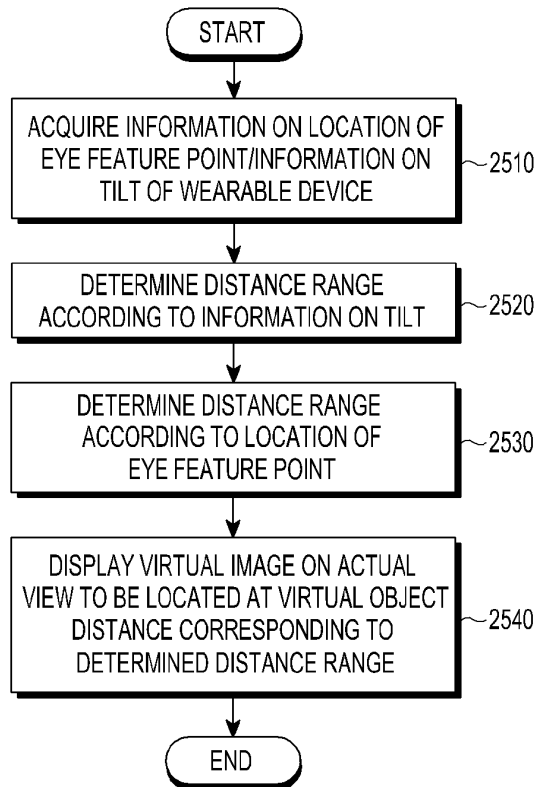 START
ACQUIRE INFORMATION ON LOCATION OF
EYE FEATURE POINT/INFORMATION ON
TILT OF WEARABLE DEVICE
2510
DETERMINE DISTANCE RANGE
ACCORDING TO INFORMATION ON TILT
2520
DETERMINE DISTANCE RANGE
ACCORDING TO LOCATION OF
EYE FEATURE POINT
2530
DISPLAY VIRTUAL IMAGE ON ACTUAL
VIEW TO BE LOCATED AT VIRTUAL OBJECT
DISTANCE CORRESPONDING TO
DETERMINED DISTANCE RANGE
2540
END